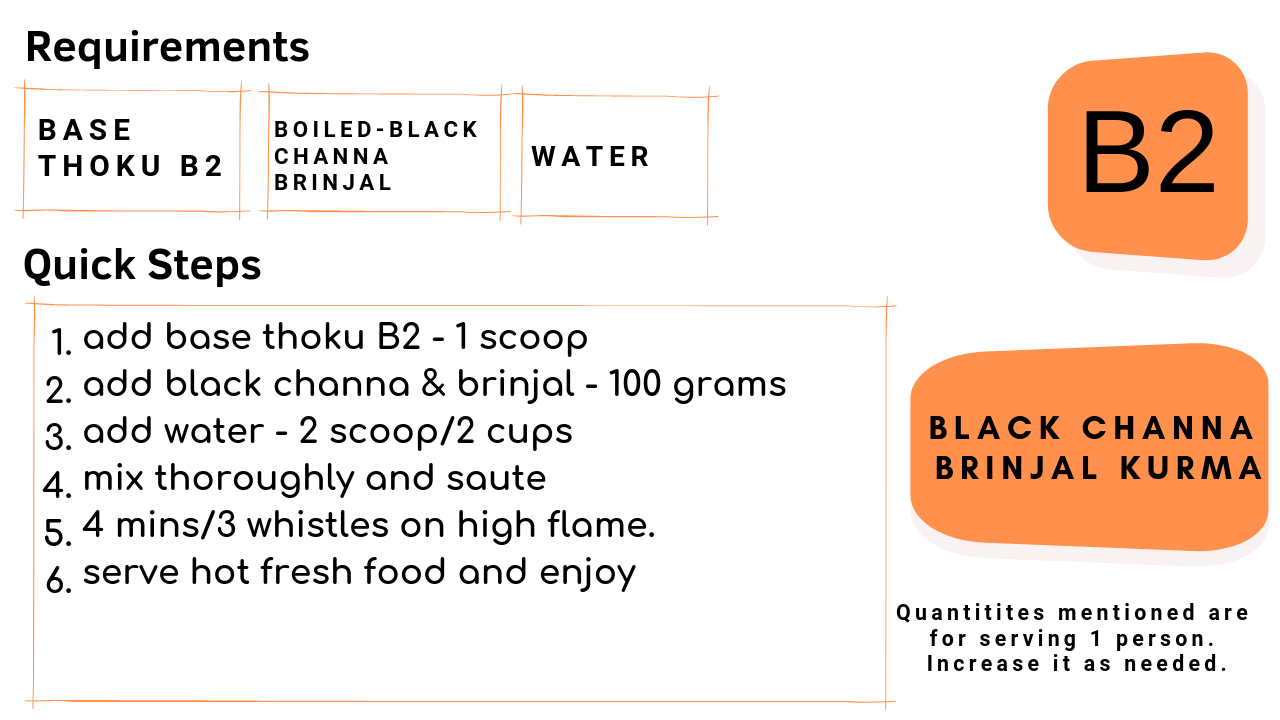 Requirements
BASE
THOKU B2
BOILED-BLACK
CHANNA
BRINJAL
WATER
B2
Quick Steps
1. add base thoku B2 - 1 scoop
2. add black channa & brinjal - 100 grams
3. add water - 2 scoop/2 cups
4. mix thoroughly and saute
5. 4 mins/3 whistles on high flame.
6. serve hot fresh food and enjoy
BLACK CHANNA
BRINJAL KURMA
Quantitites mentioned are
for serving 1 person.
Increase it as needed.